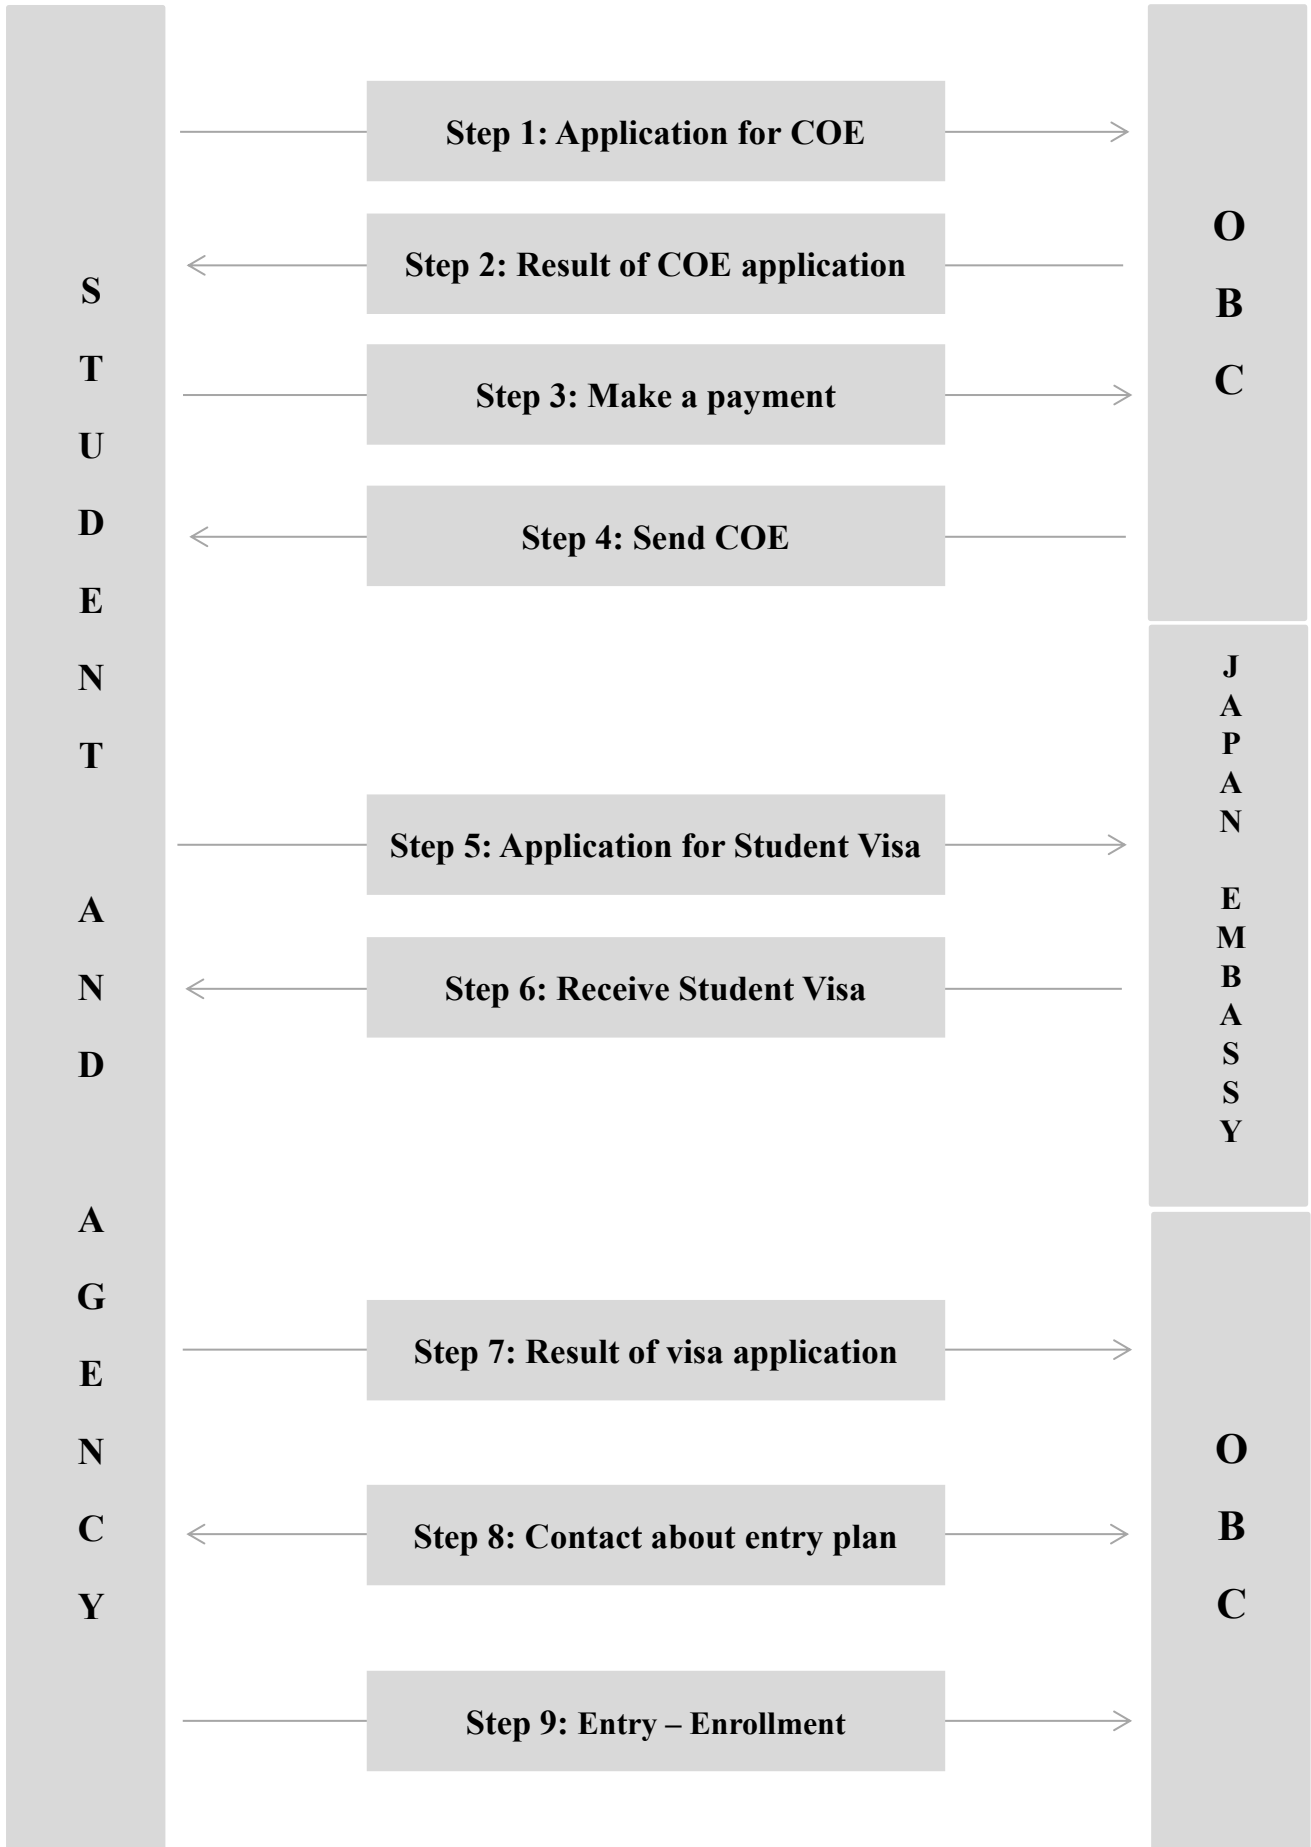 STUDENT AND AGENCY
Step 1: Application for COE
Step 2: Result of COE application
Step 3: Make a payment
Step 4: Send COE
OBC
Step 5: Application for Student Visa
Step 6: Receive Student Visa
JAPAN EMBASSY
Step 7: Result of visa application
Step 8: Contact about entry plan
Step 9: Entry – Enrollment
OBC